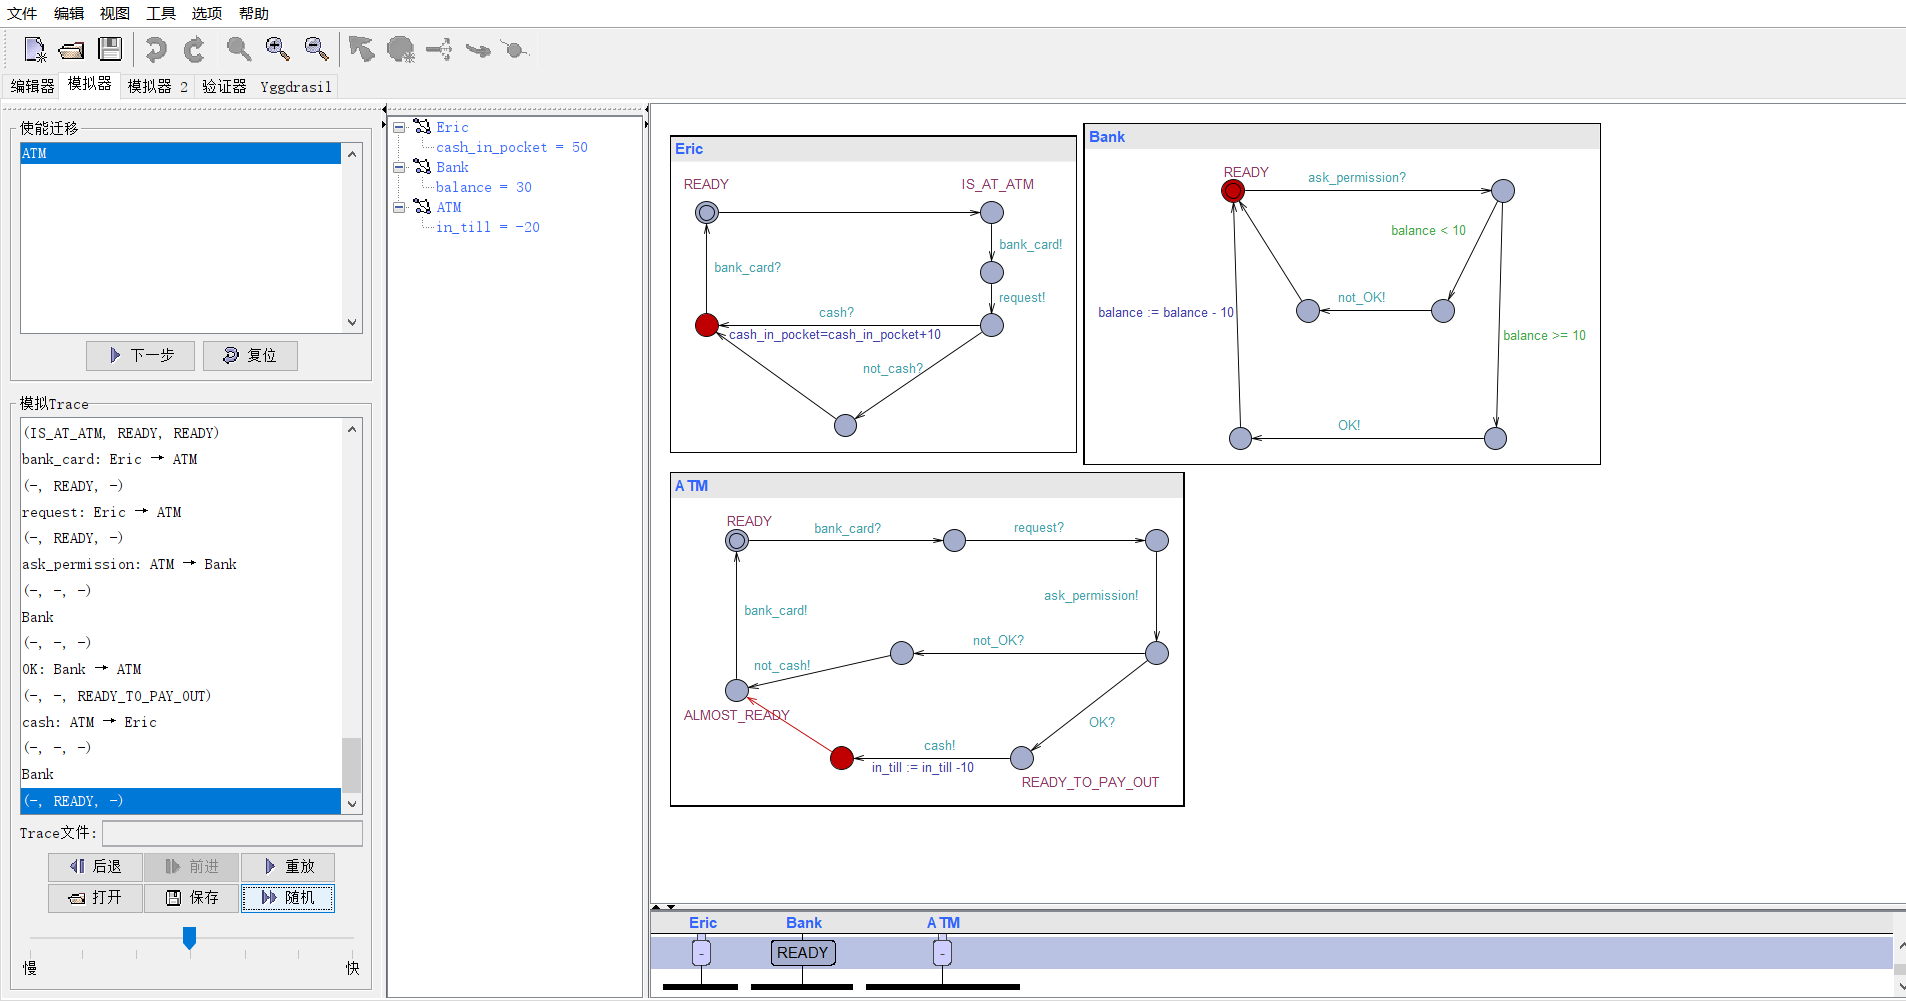 文件 编辑 视图 工具 选项 帮助
编辑器 模拟器 模拟器 2 验证器 Yggdrasil
使能迁移
ATM
下一步 复位
模拟Trace
(IS_AT_ATM, READY, READY)
bank_card: Eric → ATM
(-, READY, -)
request: Eric → ATM
(-, READY, -)
ask_permission: ATM → Bank
(-, -, -)
Bank
(-, -, -)
OK: Bank → ATM
(-, -, READY_TO_PAY_OUT)
cash: ATM → Eric
(-, -, -)
Bank
(-, READY, -)
Trace文件:
后退 前进 重放
打开 保存 随机
慢 快
Eric
cash_in_pocket = 50
Bank
balance = 30
ATM
in_till = -20
Eric
READY IS_AT_ATM
bank_card!
bank_card?
request!
cash?
cash_in_pocket=cash_in_pocket+10
not_cash?
Bank
READY
ask_permission?
balance < 10
not_OK!
balance := balance - 10
balance >= 10
OK!
ATM
READY
bank_card? request?
ask_permission!
bank_card!
not_OK?
not_cash!
ALMOST_READY
OK?
cash!
in_till := in_till -10
READY_TO_PAY_OUT
Eric Bank ATM
- READY -